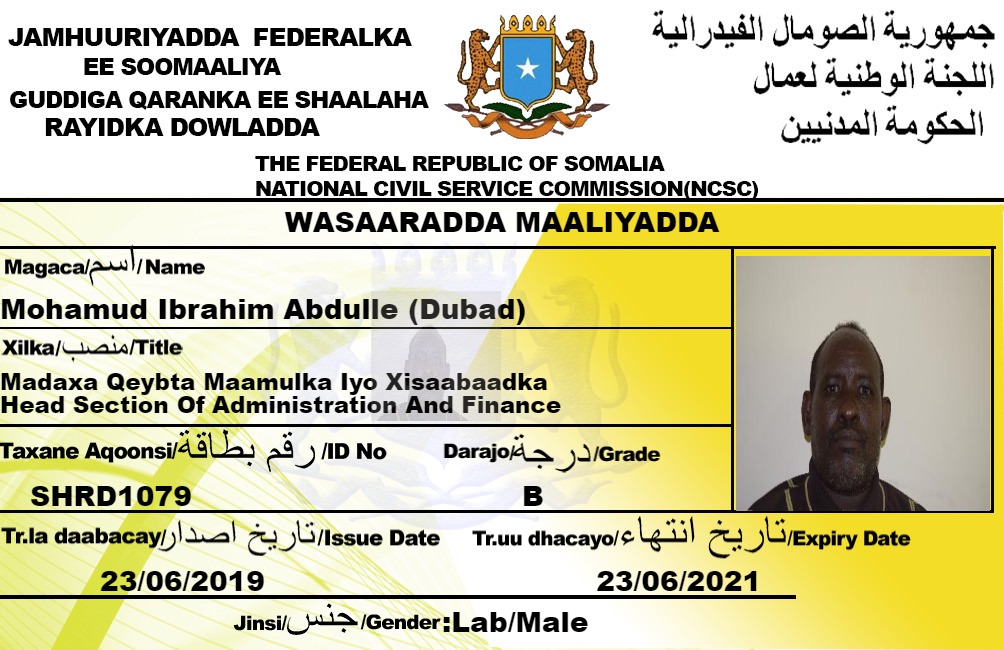 JAMHUURIYADDA FEDERALKA
EE SOOMAALIYA
GUDDIGA QARANKA EE SHAALAHA
RAYIDKA DOWLADDA
جمهورية الصومال الفيدرالية
اللجنة الوطنية لعمال
الحكومة المدنيين
THE FEDERAL REPUBLIC OF SOMALIA
NATIONAL CIVIL SERVICE COMMISSION(NCSC)
WASAARADDA MAALIYADDA
Magaca/اسم/Name
Mohamud Ibrahim Abdulle (Dubad)
Xilka/منصب/Title
Madaxa Qeybta Maamulka Iyo Xisaabaadka
Head Section Of Administration And Finance
Taxane Aqoonsi/رقم بطاقة/ID No
Darajo/درجة/Grade
SHRD1079
B
Tr.la daabacay/تاريخ اصدار/Issue Date
Tr.uu dhacayo/تاريخ انتهاء/Expiry Date
23/06/2019
23/06/2021
Jinsi/جنس/Gender:Lab/Male